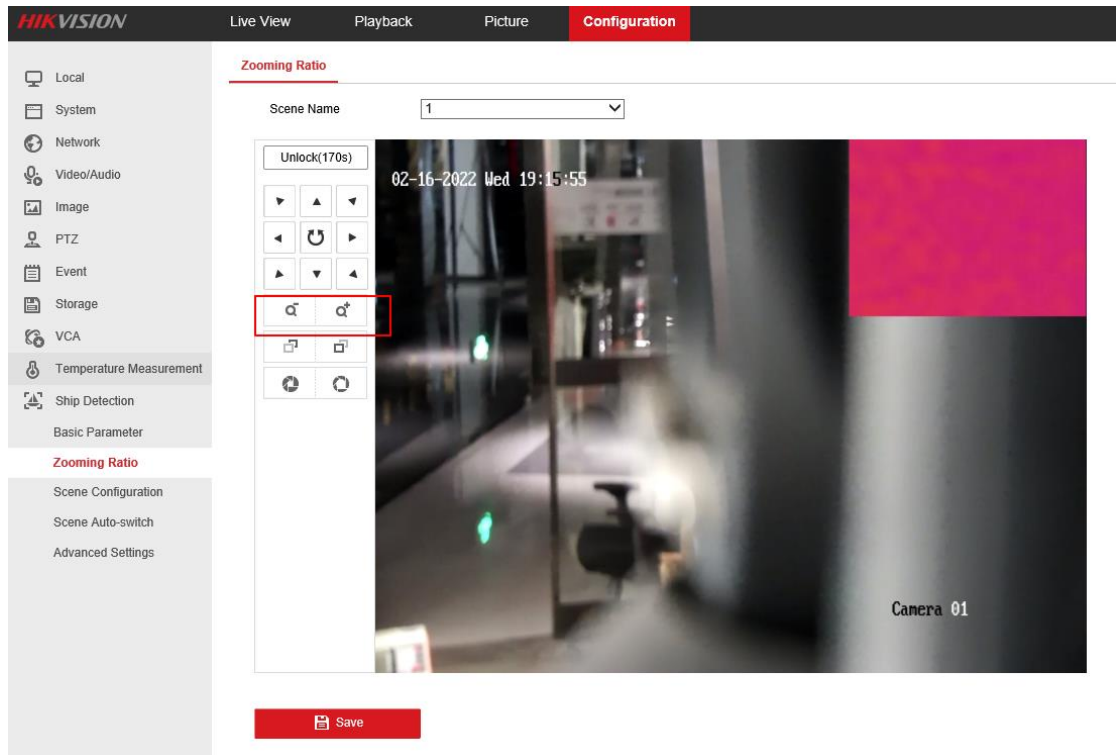 HIKVISION
Live View Playback Picture Configuration
Local
System
Network
Video/Audio
Image
PTZ
Event
Storage
VCA
Temperature Measurement
Ship Detection
Basic Parameter
Zooming Ratio
Scene Configuration
Scene Auto-switch
Advanced Settings
Zooming Ratio
Scene Name 1
Unlock(170s)
02-16-2022 Wed 19:15:55
Camera 01
Save